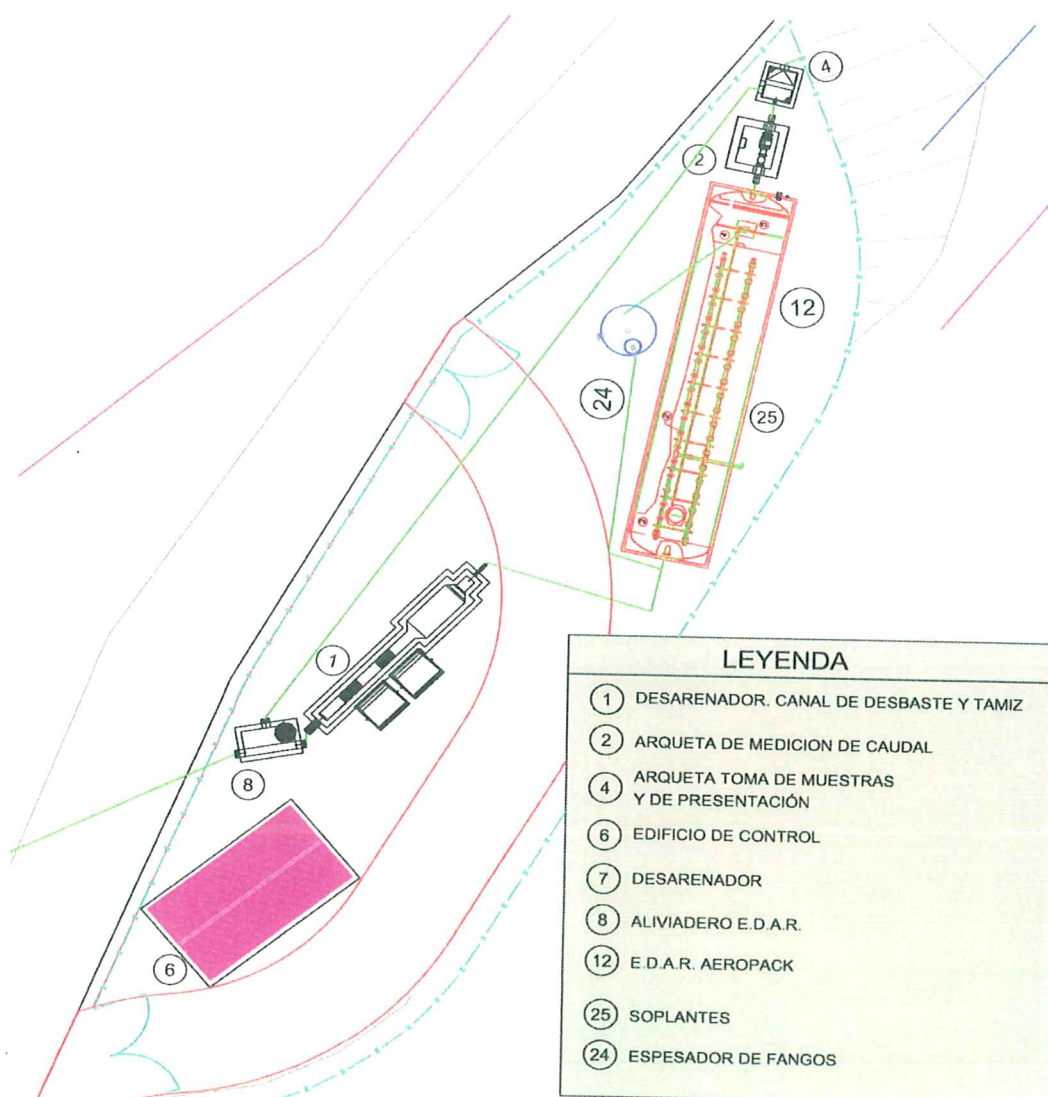 4
2
12
24
25
1
8
6
LEYENDA
1 DESARENADOR. CANAL DE DESBASTE Y TAMIZ
2 ARQUETA DE MEDICION DE CAUDAL
4 ARQUETA TOMA DE MUESTRAS
Y DE PRESENTACIÓN
6 EDIFICIO DE CONTROL
7 DESARENADOR
8 ALIVIADERO E.D.A.R.
12 E.D.A.R. AEROPACK
25 SOPLANTES
24 ESPESADOR DE FANGOS